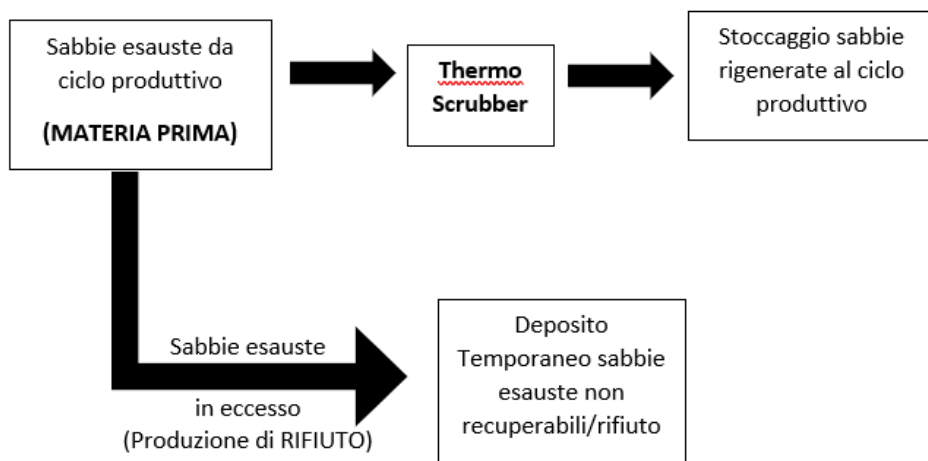 Sabbie esauste da
ciclo produttivo
(MATERIA PRIMA)
Thermo
Scrubber
Stoccaggio sabbie
rigenerate al ciclo
produttivo
Sabbie esauste
in eccesso
(Produzione di RIFIUTO)
Deposito
Temporaneo sabbie
esauste non
recuperabili/rifiuto